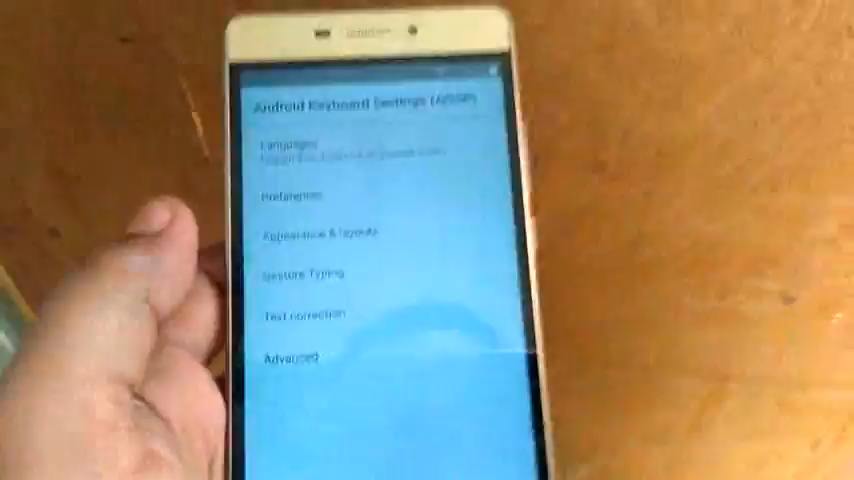 Android Keyboard Settings (AOSP)
Languages
Preferences
Appearance & layouts
Gesture Typing
Text correction
Advanced